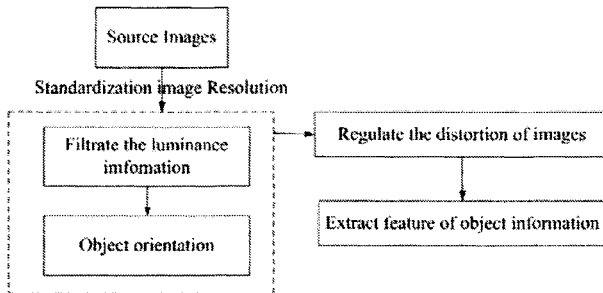 Source Images
Standardization image Resolution
Filtrate the luminance
imfomation
Object orientation
Regulate the distortion of images
Extract feature of object information